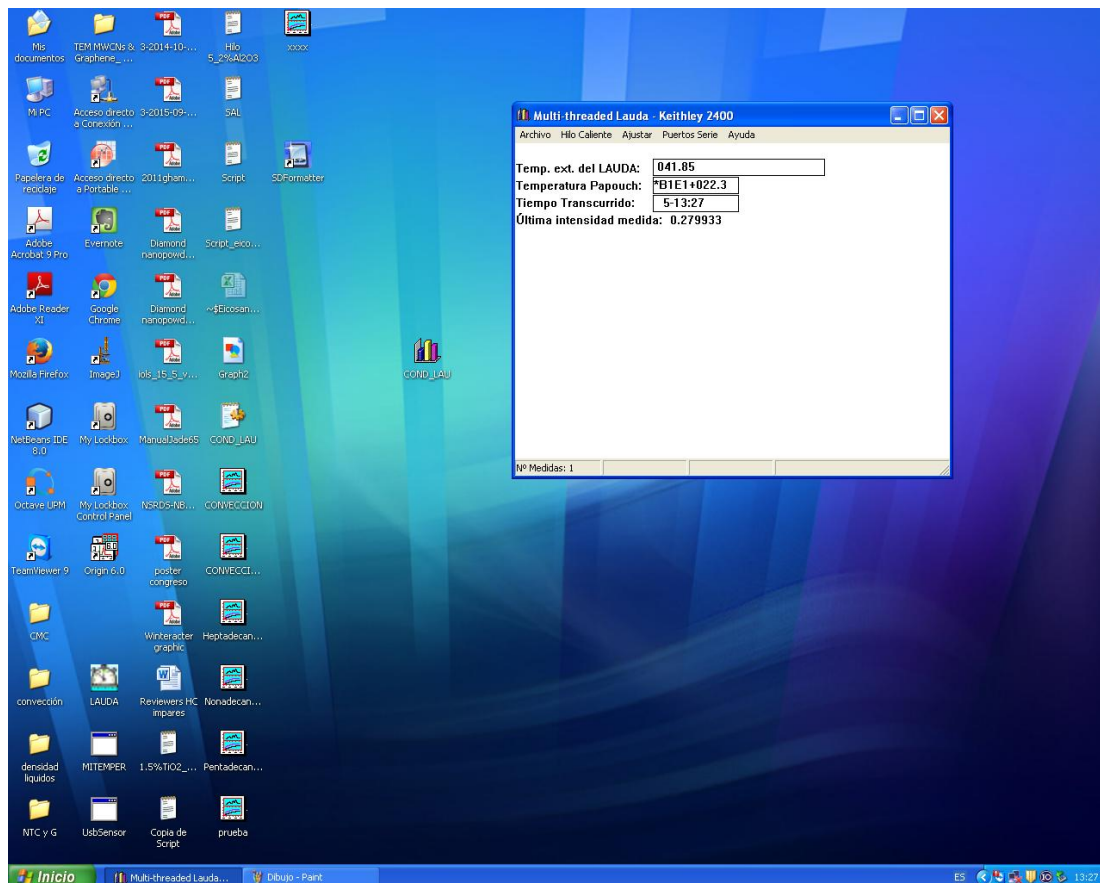 Mis
documentos
TEM MWCNs &
Graphene_ ...
3-2014-10-...
Hilo
5_2%Al2O3
xxxx
Mi PC
Acceso directo
a Conexión ...
3-2015-09-...
SAL
Papelera de
reciclaje
Acceso directo
a Portable ...
2011gham...
Script
SDFormatter
Adobe
Acrobat 9 Pro
Evernote
Diamond
nanopowd...
Script_eico...
Adobe Reader
XI
Google
Chrome
Diamond
nanopowd...
~$Eicosan...
Mozilla Firefox
ImageJ
iols_15_5_v...
Graph2
COND_LAU
NetBeans IDE
8.0
My Lockbox
ManualJade65
COND_LAU
Octave UPM
My Lockbox
Control Panel
NSRDS-NB...
CONVECCION
TeamViewer 9
Origin 6.0
poster
congreso
CONVECCI...
CMC
Winteracter
graphic
Heptadecan...
convección
LAUDA
Reviewers HC
impares
Nonadecan...
densidad
liquidos
MITEMPER
1.5%TiO2_...
Pentadecan...
NTC y G
UsbSensor
Copia de
Script
prueba
Multi-threaded Lauda - Keithley 2400
Archivo Hilo Caliente Ajustar Puertos Serie Ayuda
Temp. ext. del LAUDA: 041.85
Temperatura Papouch: *B1E1+022.3
Tiempo Transcurrido: 5-13:27
Última intensidad medida: 0.279933
Nº Medidas: 1
Inicio
Multi-threaded Lauda...
Dibujo - Paint
ES
13:27